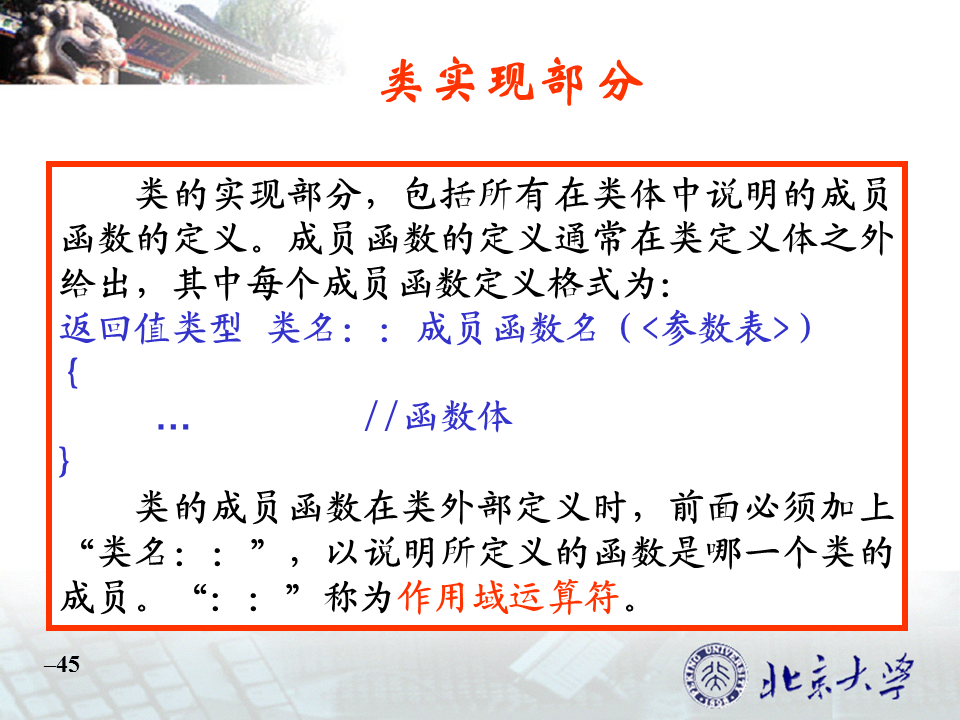 类实现部分
类的实现部分，包括所有在类体中说明的成员
函数的定义。成员函数的定义通常在类定义体之外
给出，其中每个成员函数定义格式为：
返回值类型 类名：：成员函数名（<参数表>）
{
… //函数体
}
类的成员函数在类外部定义时，前面必须加上
“类名：：”，以说明所定义的函数是哪一个类的
成员。“：：”称为作用域运算符。
–45
PEKING UNIVERSITY
1898
北京大学